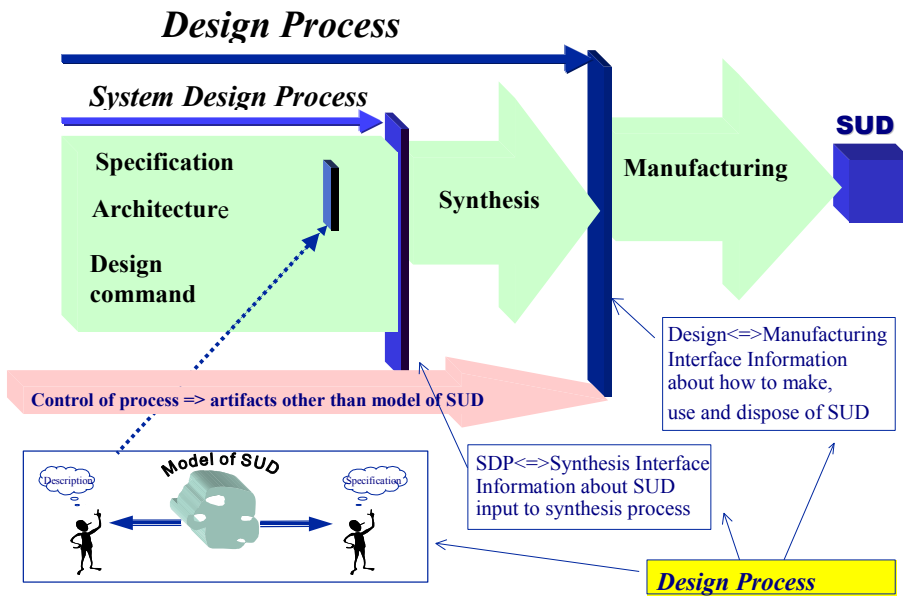 Design Process
System Design Process
SUD
Specification
Manufacturing
Architecture
Synthesis
Design
command
Design<=>Manufacturing
Interface Information
about how to make,
use and dispose of SUD
Control of process => artifacts other than model of SUD
SDP<=>Synthesis Interface
Information about SUD
input to synthesis process
Model of SUD
Description
Specification
Design Process